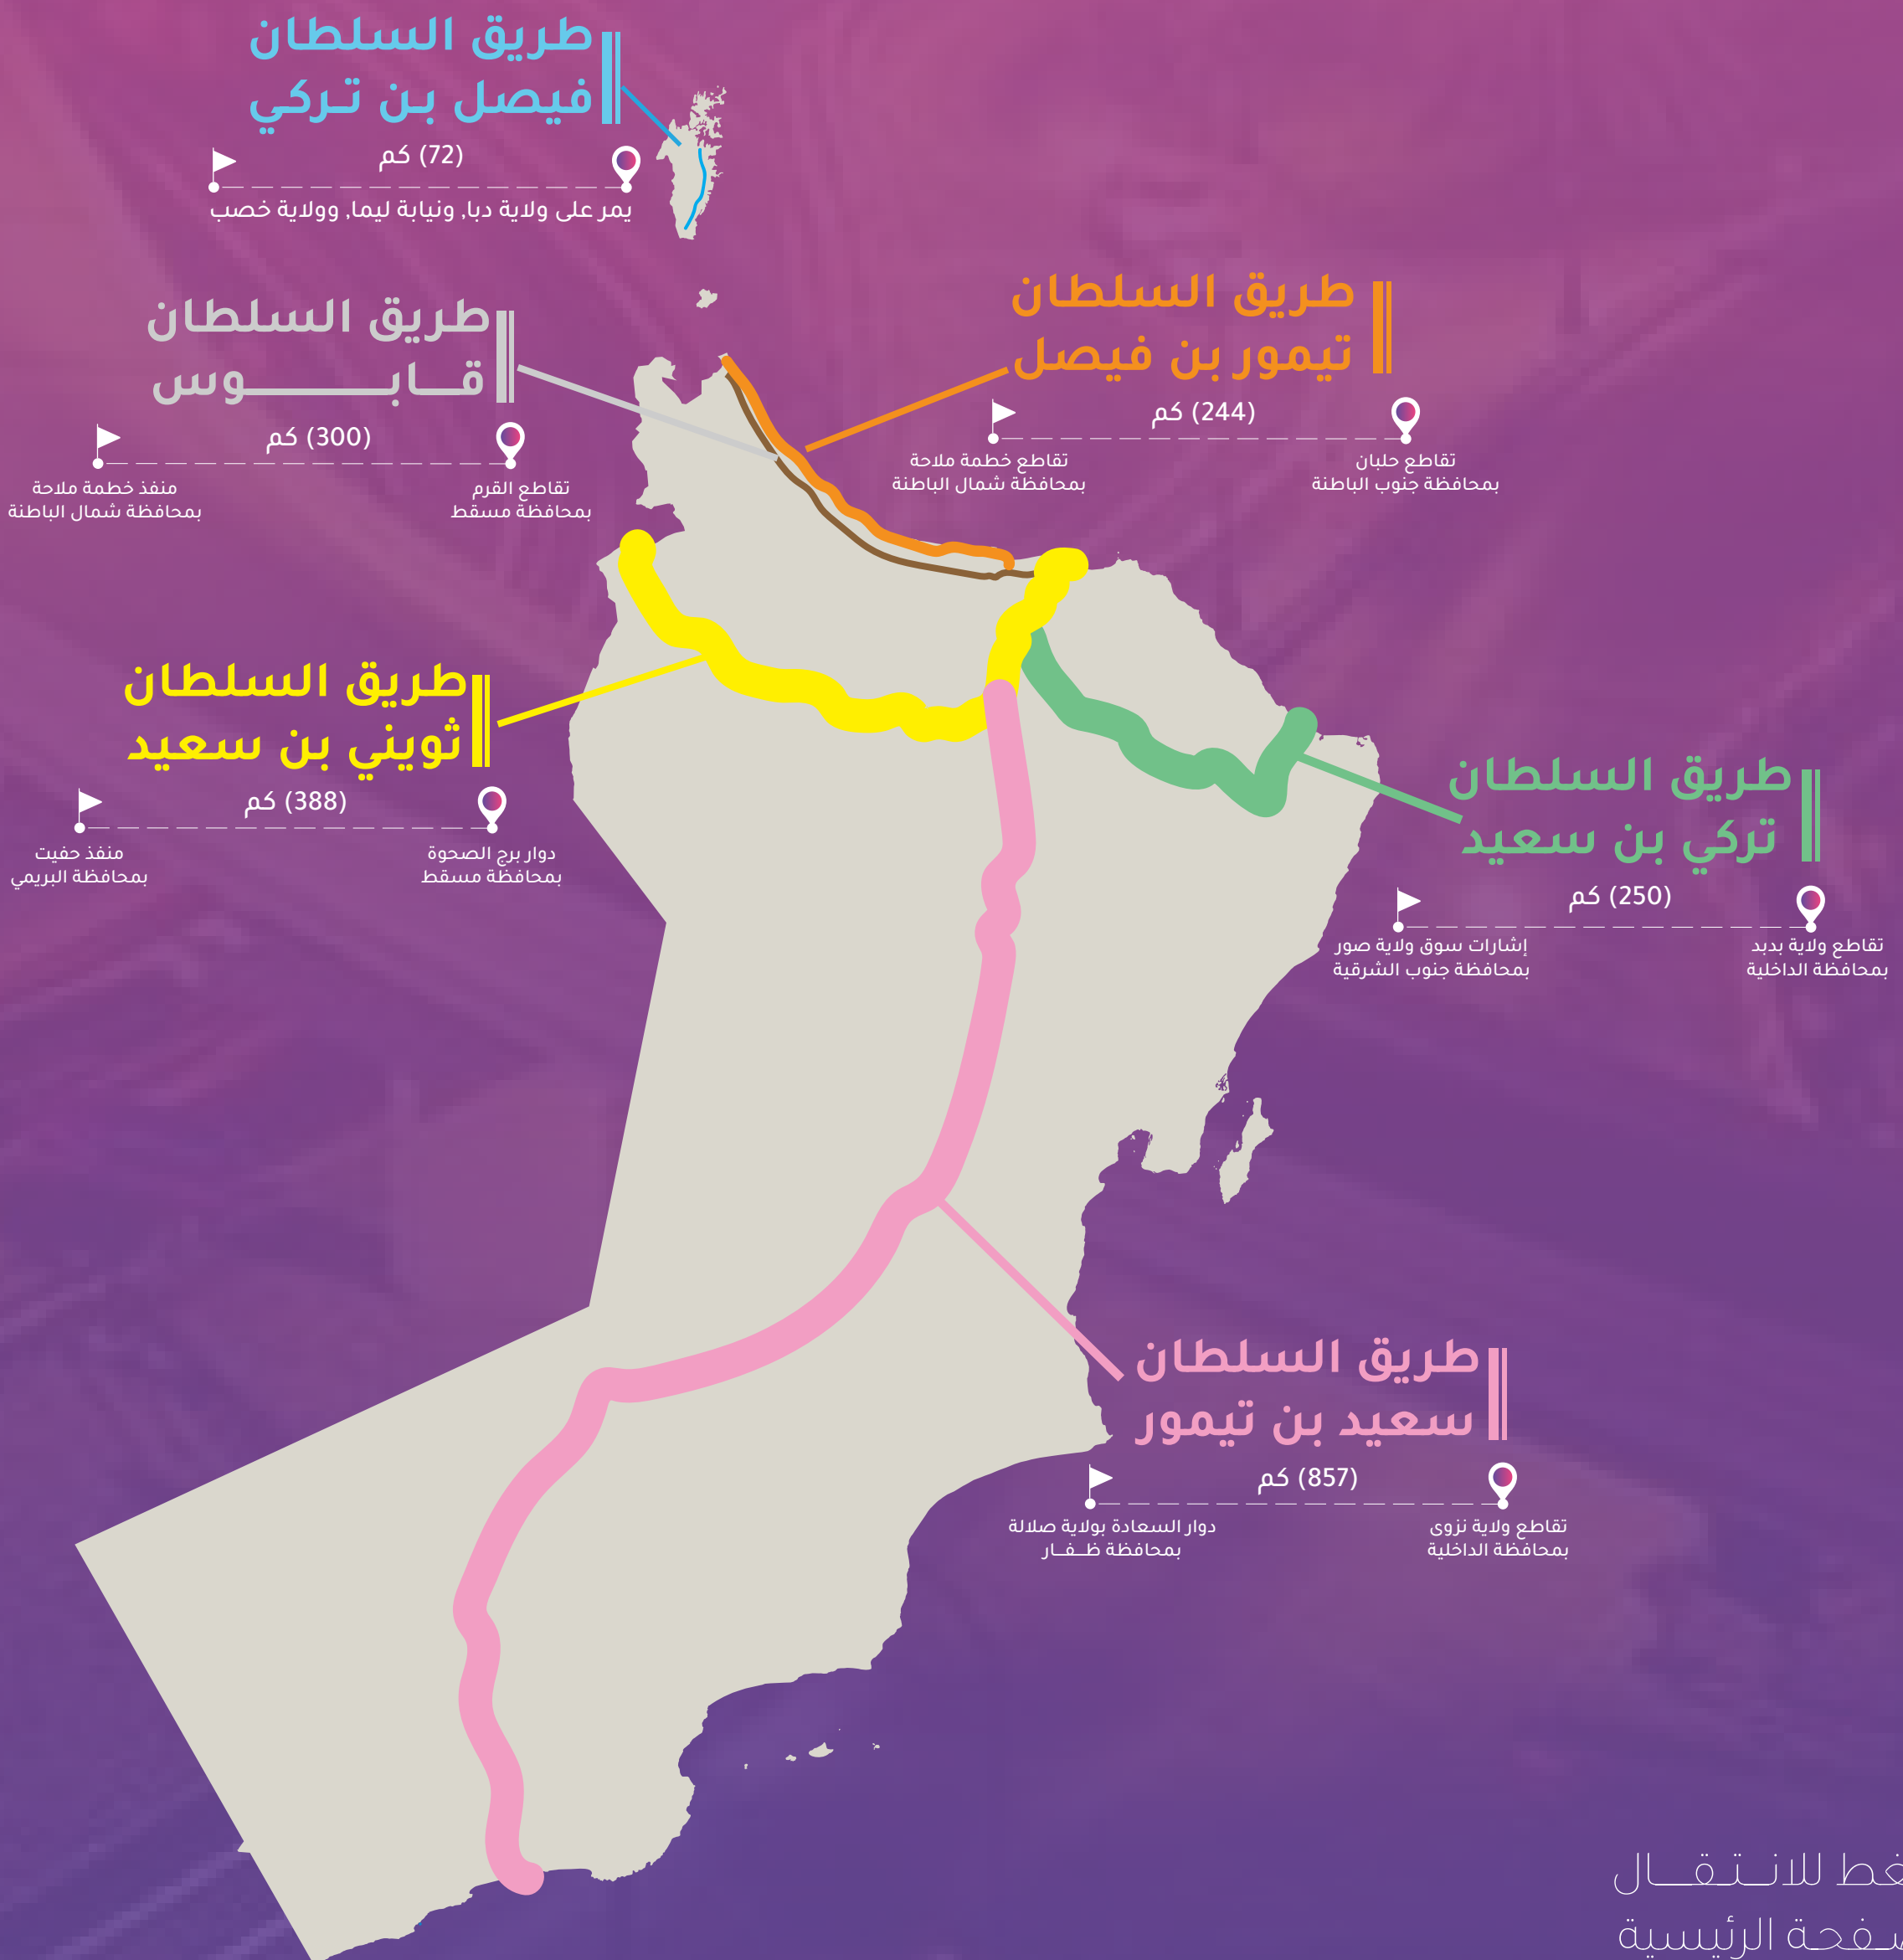 طريق السلطان
فيصل بن تركي
(72) كم
يمر على ولاية دبا, ونيابة ليما, وولاية خصب
طريق السلطان
تيمور بن فيصل
(244) كم
تقاطع حلبان
بمحافظة جنوب الباطنة
تقاطع خطمة ملاحة
بمحافظة شمال الباطنة
طريق السلطان
قـــابـــــــــــوس
(300) كم
تقاطع القرم
بمحافظة مسقط
منفذ خطمة ملاحة
بمحافظة شمال الباطنة
طريق السلطان
ثويني بن سعيد
(388) كم
دوار برج الصحوة
بمحافظة مسقط
منفذ حفيت
بمحافظة البريمي
طريق السلطان
تركي بن سعيد
(250) كم
تقاطع ولاية بدبد
بمحافظة الداخلية
إشارات سوق ولاية صور
بمحافظة جنوب الشرقية
طريق السلطان
سعيد بن تيمور
(857) كم
تقاطع ولاية نزوى
بمحافظة الداخلية
دوار السعادة بولاية صلالة
بمحافظة ظــفــار
للانــتــقــــال
الرئيسية